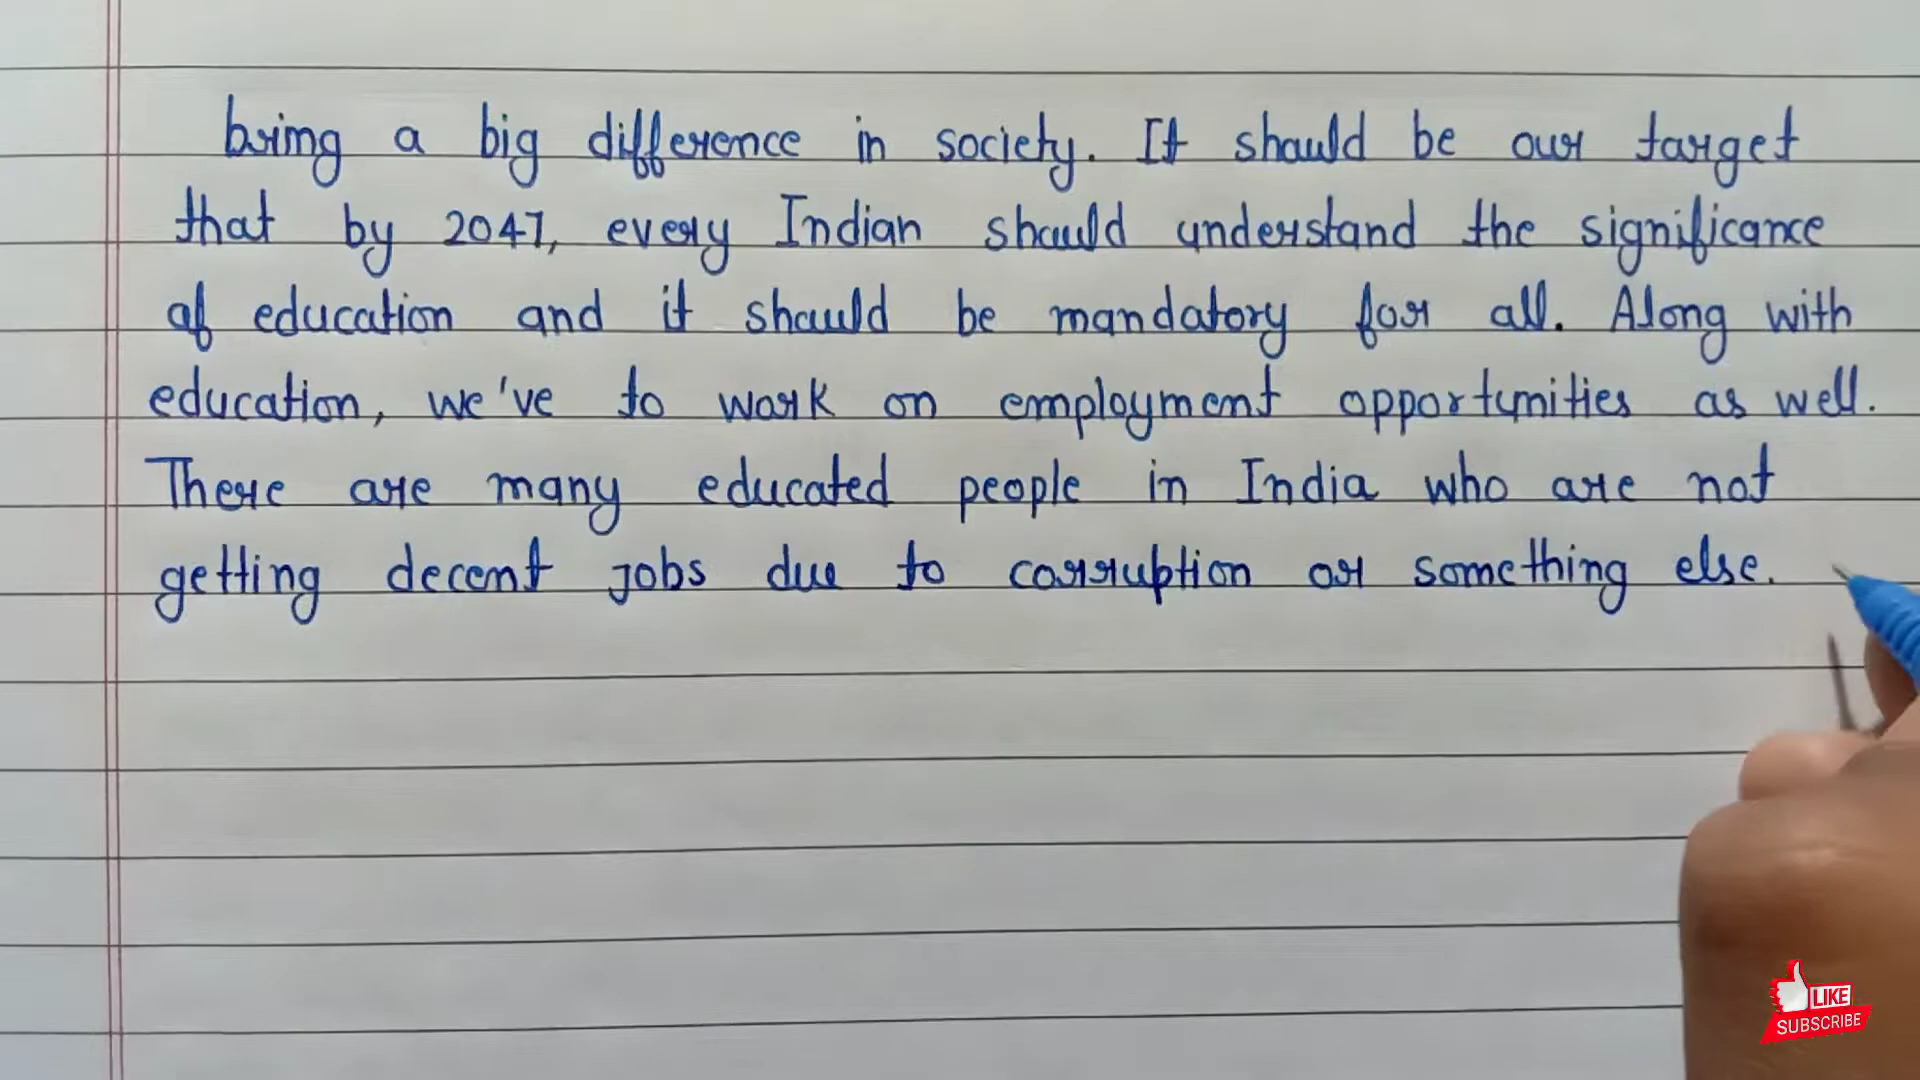 bring a big difference in society. It should be our target
that by 2047, every Indian should understand the significance
of education and it should be mandatory for all. Along with
education, we've to work on employment opportunities as well.
There are many educated people in India who are not
getting decent jobs due to corruption or something else.
LIKE
SUBSCRIBE